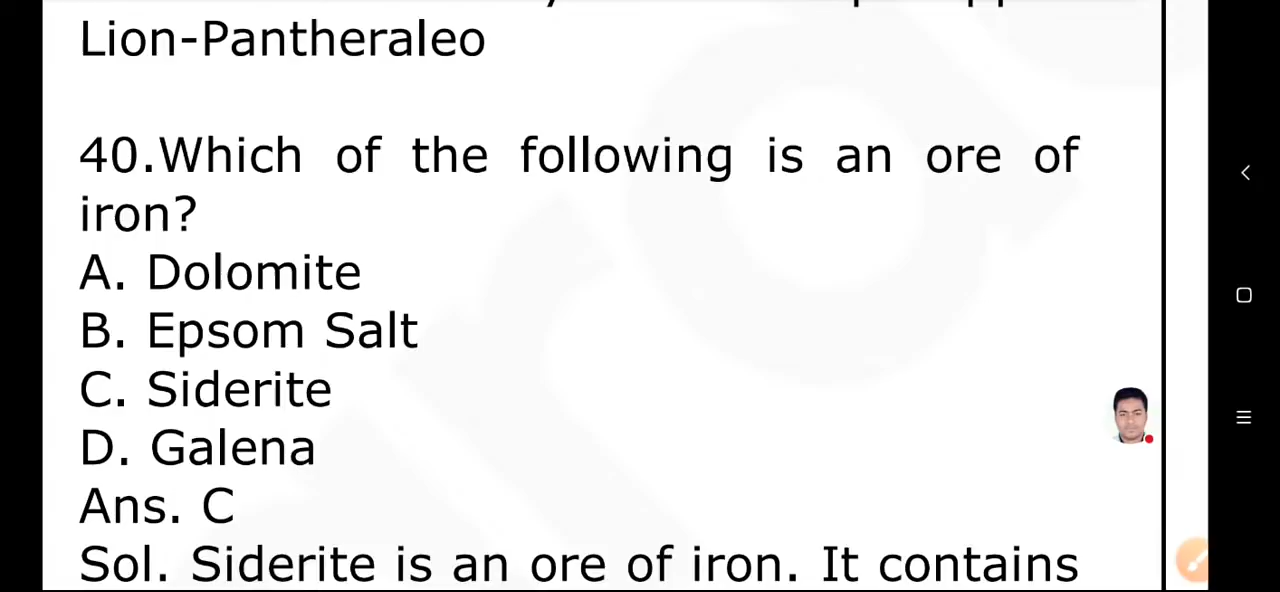 Lion-Pantheraleo
40.Which of the following is an ore of
iron?
A. Dolomite
B. Epsom Salt
C. Siderite
D. Galena
Ans. C
Sol. Siderite is an ore of iron. It contains